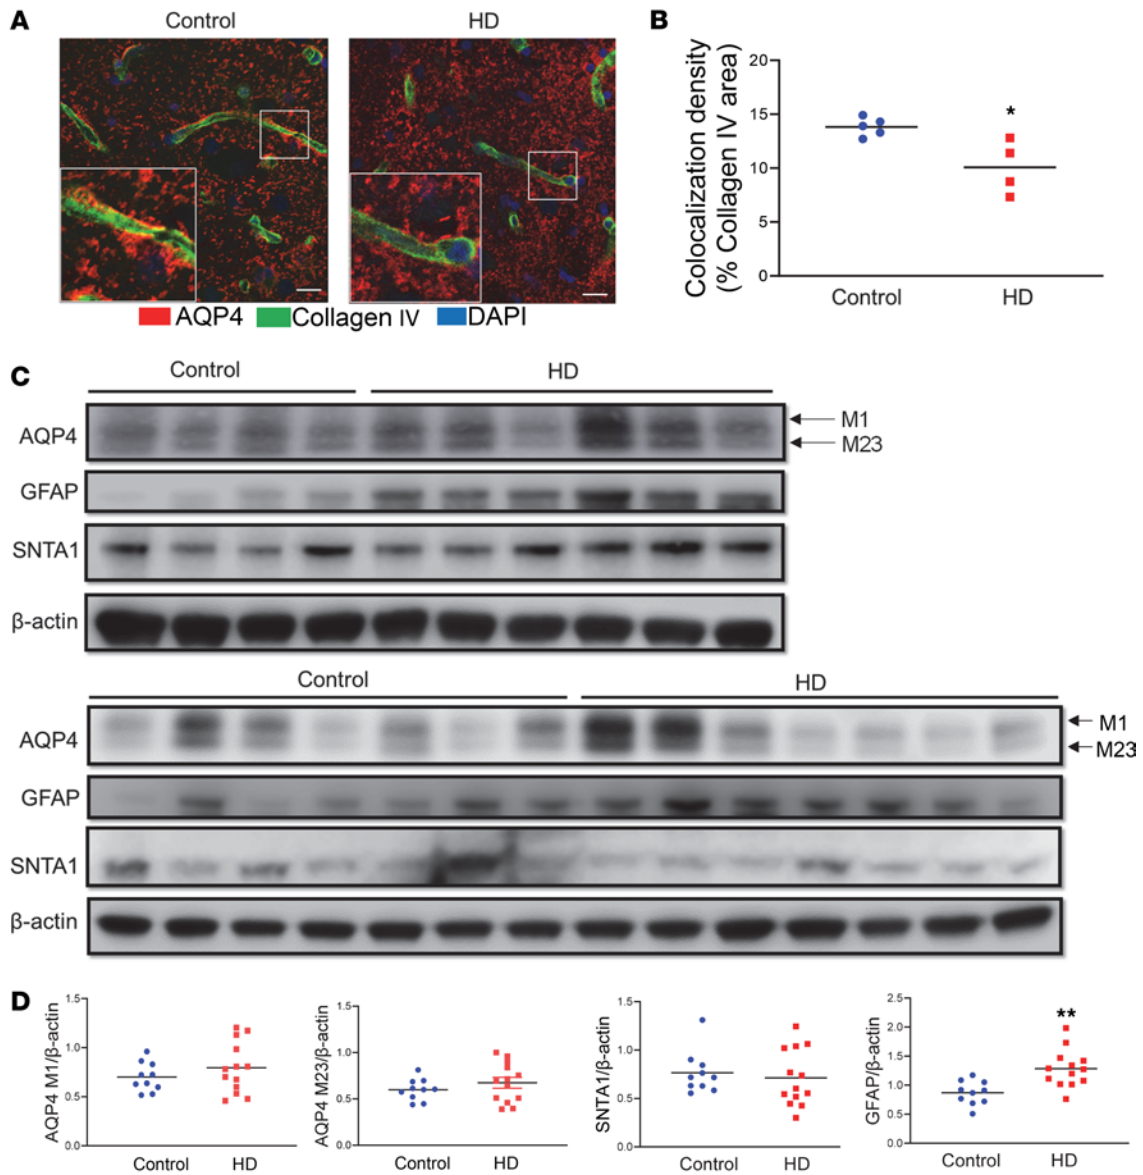 A
Control
HD
AQP4 Collagen IV DAPI
B
Colocalization density
(% Collagen IV area)
20
15
10
5
0
*
Control
HD
C
Control
HD
AQP4
M1
M23
GFAP
SNTA1
β-actin
Control
HD
AQP4
M1
M23
GFAP
SNTA1
β-actin
D
AQP4 M1/β-actin
1.5
1.0
0.5
0.0
Control
HD
AQP4 M23/β-actin
1.5
1.0
0.5
0.0
Control
HD
SNTA1/β-actin
1.5
1.0
0.5
0.0
Control
HD
GFAP/β-actin
2.5
2.0
1.5
1.0
0.5
0.0
**
Control
HD